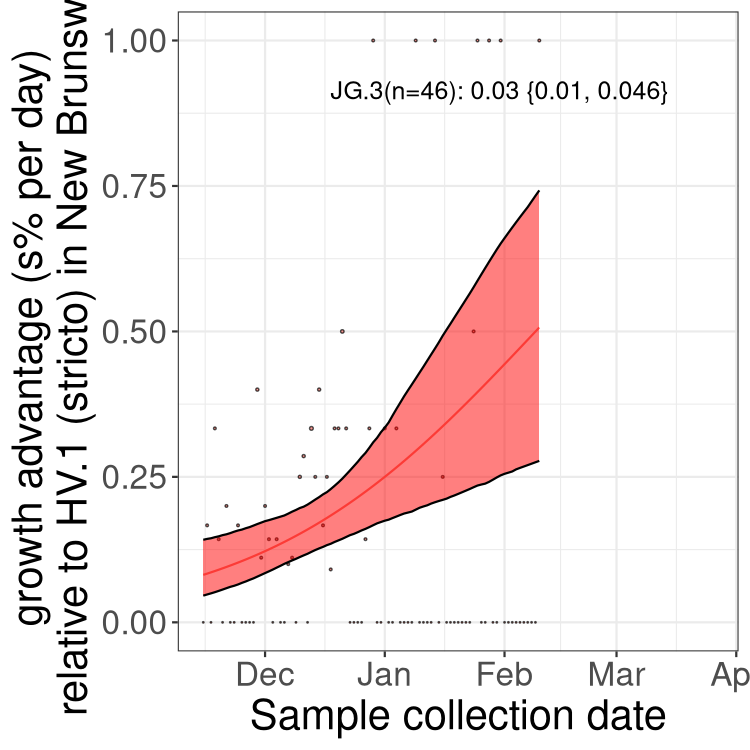 growth advantage (s% per day)
relative to HV.1 (stricto) in New Brunsw
1.00
0.75
0.50
0.25
0.00
JG.3(n=46): 0.03 {0.01, 0.046}
Dec Jan Feb Mar Ap
Sample collection date